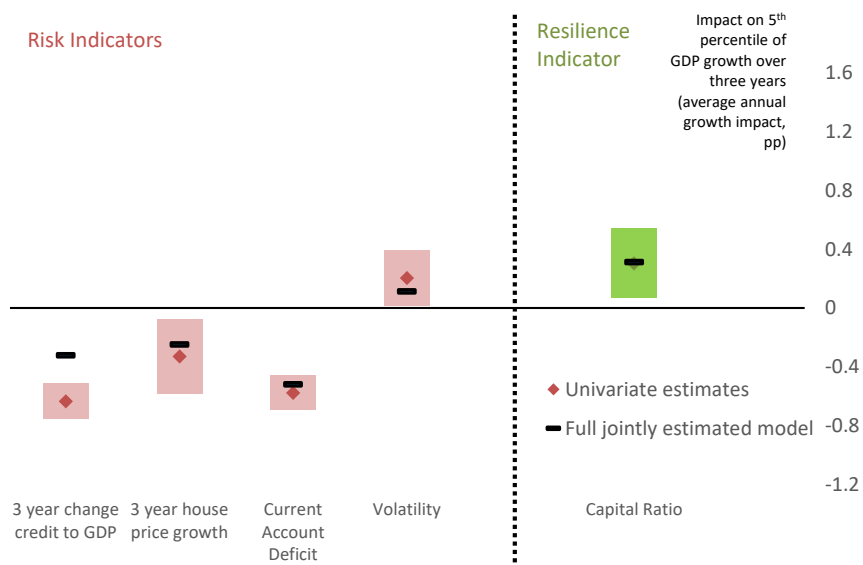 Risk Indicators
Resilience
Indicator
Impact on 5th
percentile of
GDP growth over
three years
(average annual
growth impact,
pp)
1.6
1.2
0.8
0.4
0
-0.4
-0.8
-1.2
Univariate estimates
Full jointly estimated model
3 year change
credit to GDP
3 year house
price growth
Current
Account
Deficit
Volatility
Capital Ratio